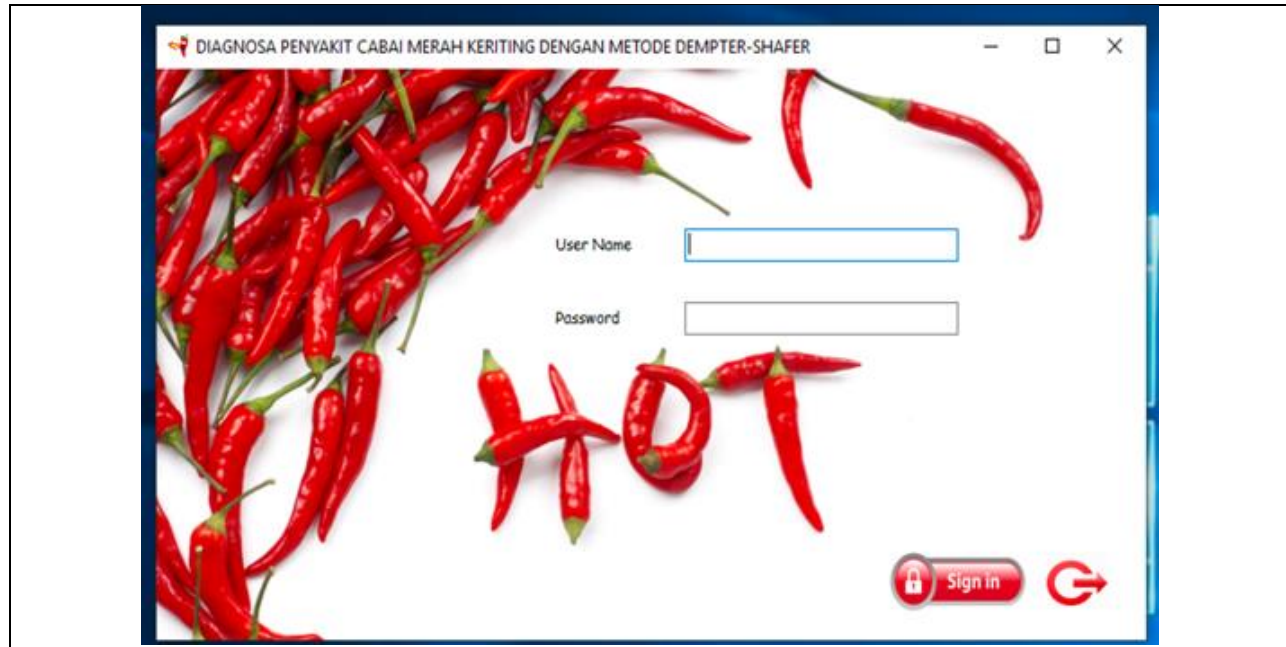 DIAGNOSA PENYAKIT CABAI MERAH KERITING DENGAN METODE DEMPTER-SHAFER
User Name
Password
HOT
Sign in